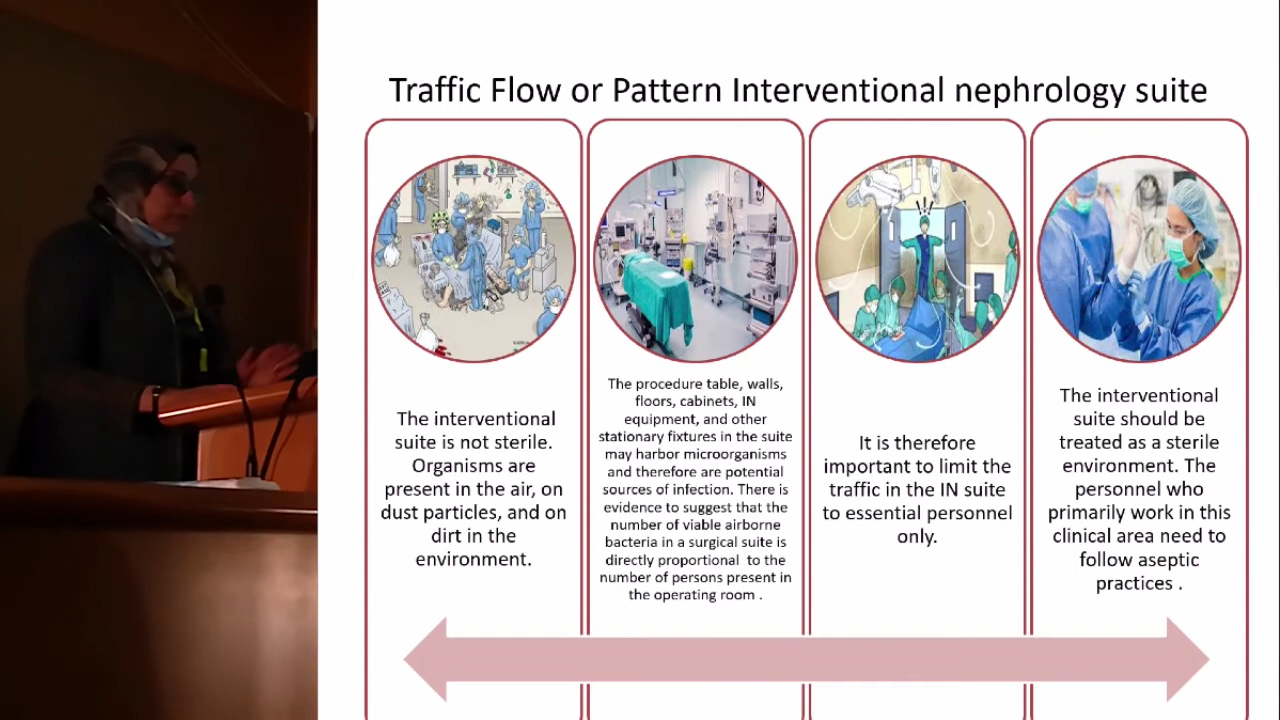 Traffic Flow or Pattern Interventional nephrology suite
The interventional
suite is not sterile.
Organisms are
present in the air, on
dust particles, and on
dirt in the
environment.
The procedure table, walls,
floors, cabinets, IN
equipment, and other
stationary fixtures in the suite
may harbor microorganisms
and therefore are potential
sources of infection. There is
evidence to suggest that the
number of viable airborne
bacteria in a surgical suite is
directly proportional  to the
number of persons present in
the operating room .
It is therefore
important to limit the
traffic in the IN suite
to essential personnel
only.
The interventional
suite should be
treated as a sterile
environment. The
personnel who
primarily work in this
clinical area need to
follow aseptic
practices .